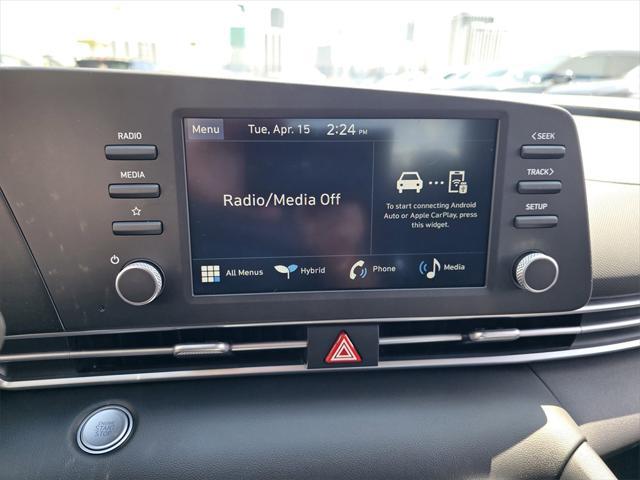 RADIO
MEDIA
Menu Tue, Apr. 15 2:24 PM
Radio/Media Off
To start connecting Android
Auto or Apple CarPlay, press
this widget.
All Menus Hybrid Phone Media
< SEEK
TRACK >
SETUP
START
STOP